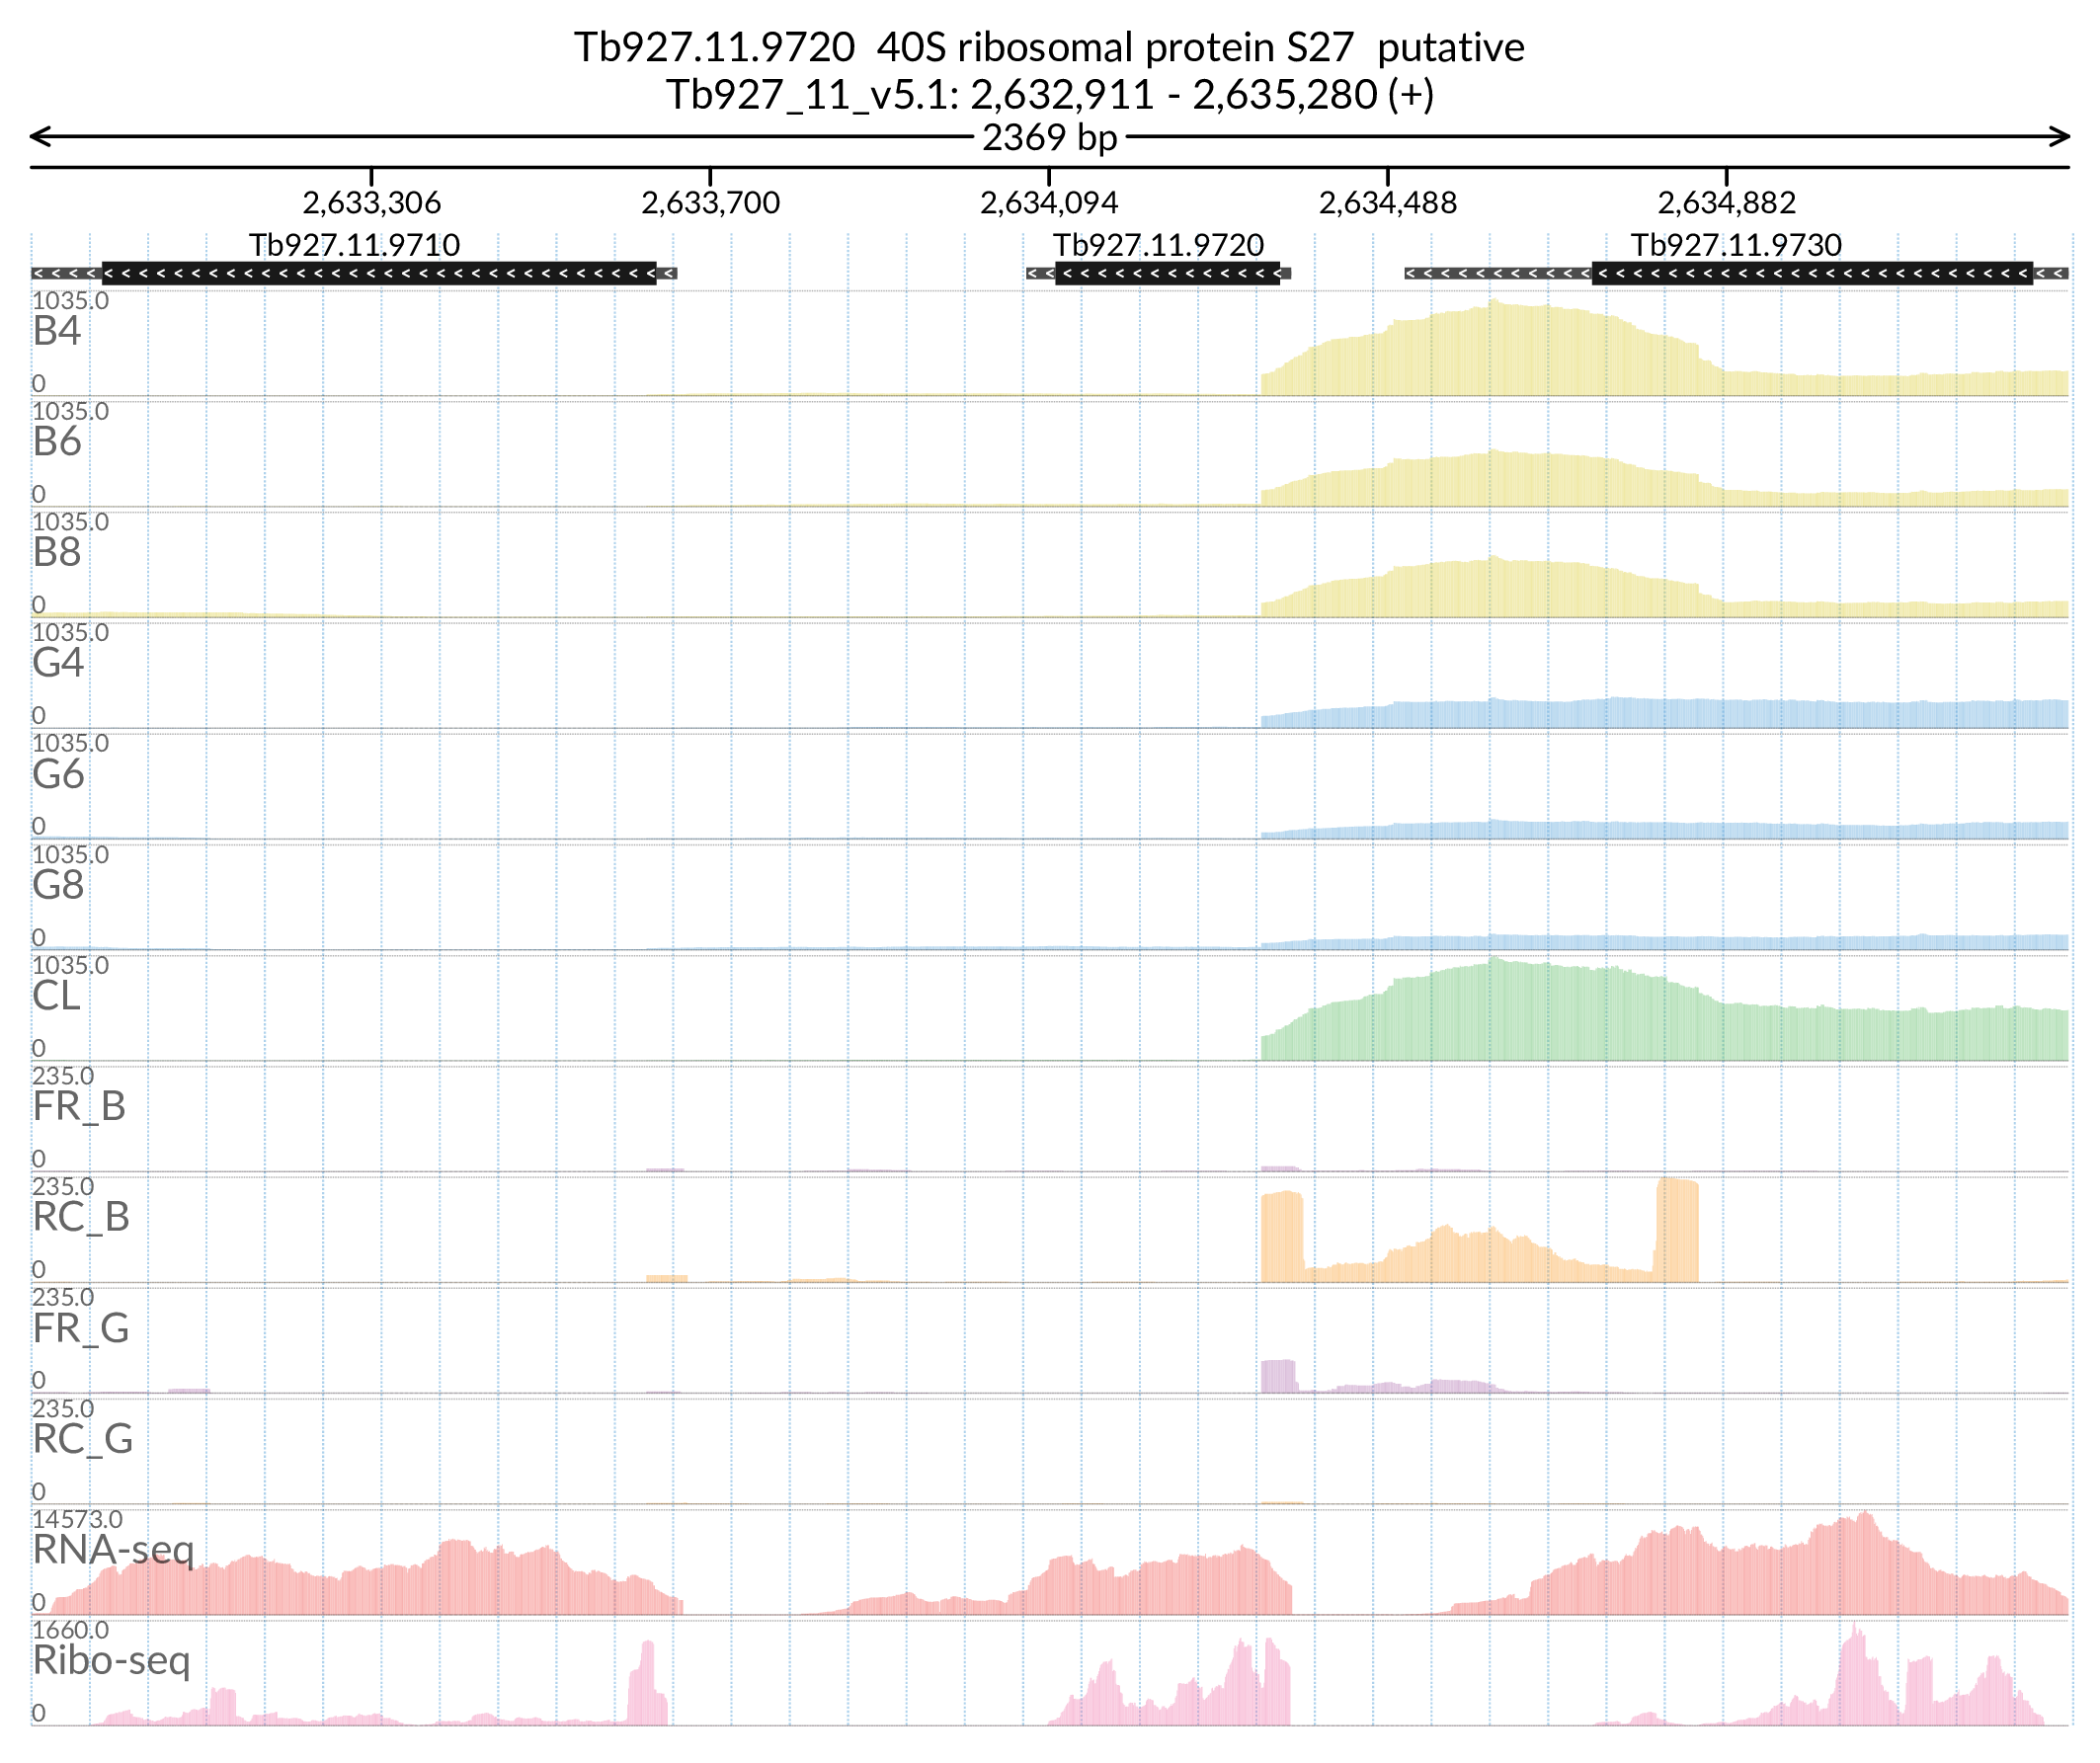 Tb927.11.9720 40S ribosomal protein S27 putative
Tb927_11_v5.1: 2,632,911 - 2,635,280 (+)
2369 bp
2,633,306 2,633,700 2,634,094 2,634,488 2,634,882
Tb927.11.9710 Tb927.11.9720 Tb927.11.9730
1035.0
B4
0
1035.0
B6
0
1035.0
B8
0
1035.0
G4
0
1035.0
G6
0
1035.0
G8
0
1035.0
CL
0
235.0
FR_B
0
235.0
RC_B
0
235.0
FR_G
0
235.0
RC_G
0
14573.0
RNA-seq
0
1660.0
Ribo-seq
0